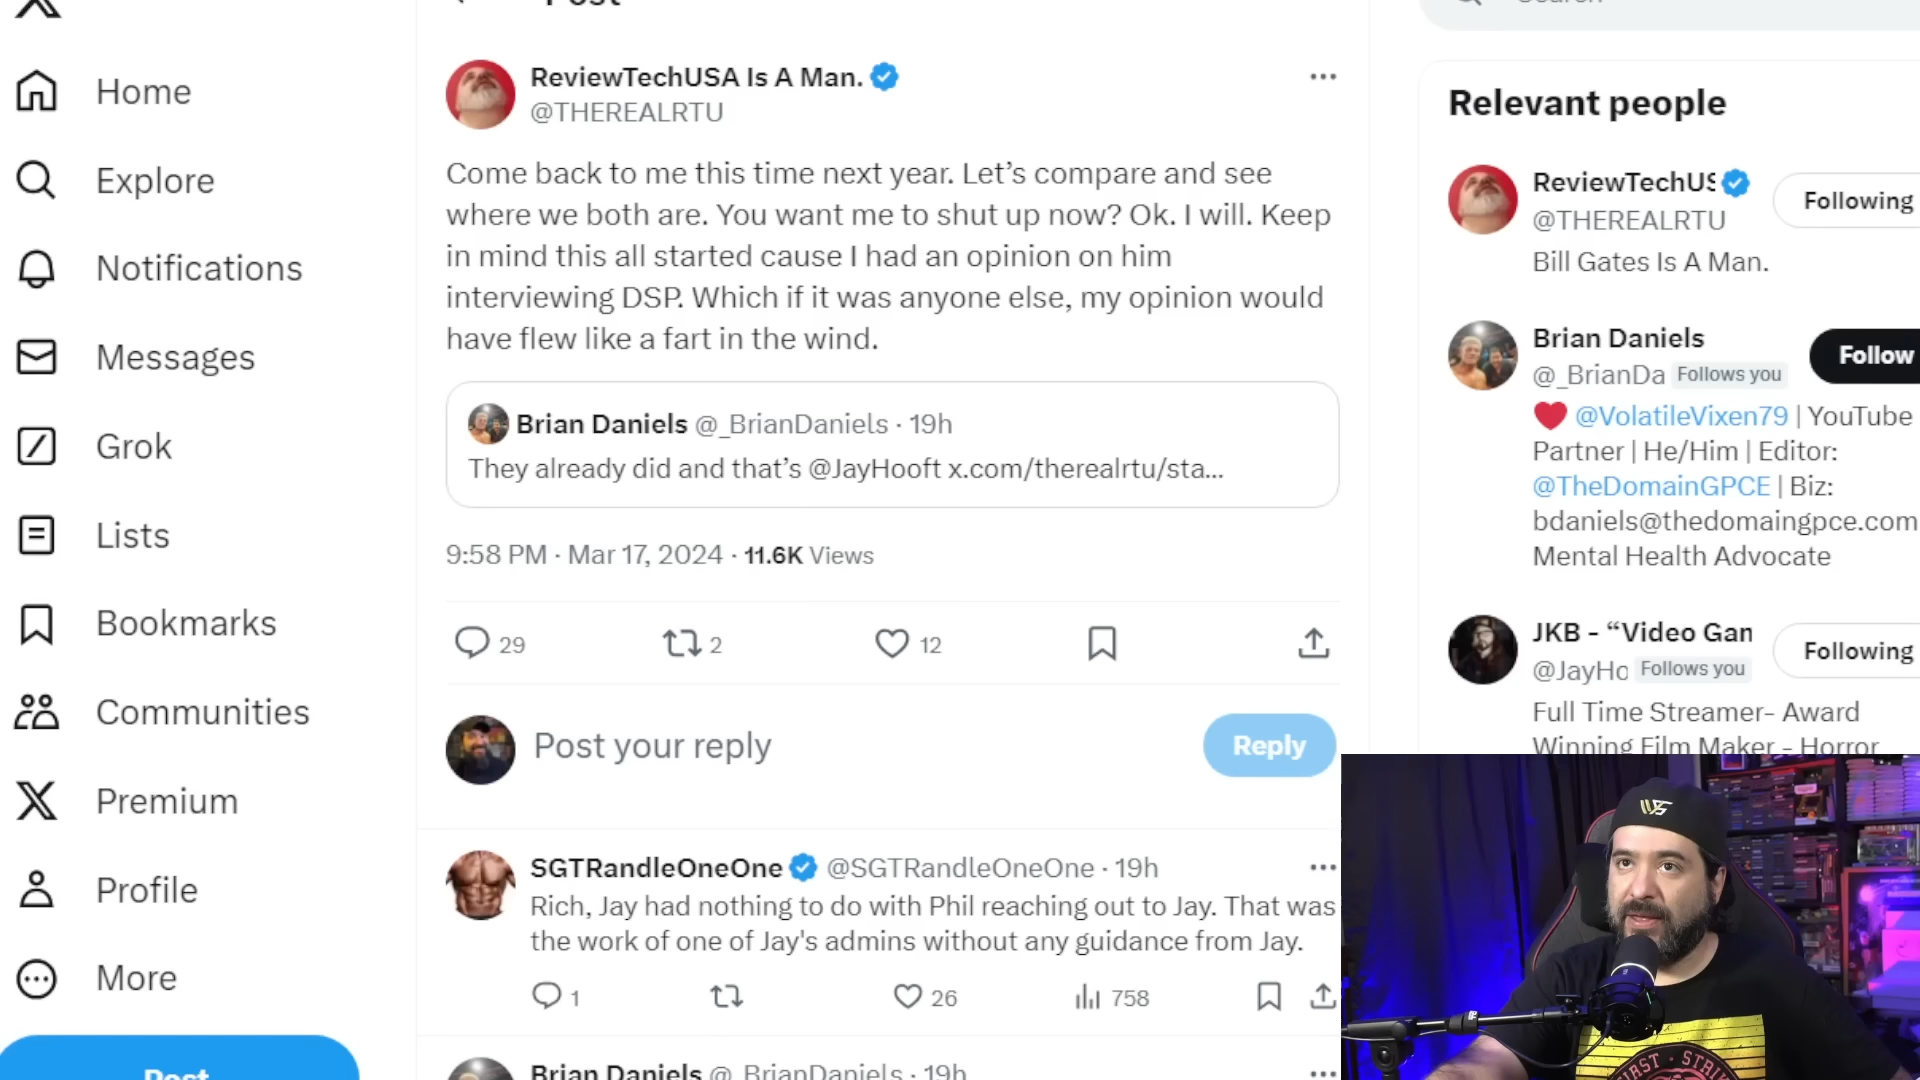 Post
Search
Home
Explore
Notifications
Messages
Grok
Lists
Bookmarks
Communities
Premium
Profile
More
Post
ReviewTechUSA Is A Man.
@THEREALRTU
Come back to me this time next year. Let’s compare and see
where we both are. You want me to shut up now? Ok. I will. Keep
in mind this all started cause I had an opinion on him
interviewing DSP. Which if it was anyone else, my opinion would
have flew like a fart in the wind.
Brian Daniels @_BrianDaniels · 19h
They already did and that’s @JayHooft x.com/therealrtu/sta...
9:58 PM · Mar 17, 2024 · 11.6K Views
29 2 12
Post your reply
Reply
SGTRandleOneOne @SGTRandleOneOne · 19h
Rich, Jay had nothing to do with Phil reaching out to Jay. That was
the work of one of Jay's admins without any guidance from Jay.
1 26 758
Brian Daniels @_BrianDaniels · 19h
Relevant people
ReviewTechUS
Following
@THEREALRTU
Bill Gates Is A Man.
Brian Daniels
Follow
@_BrianDa Follows you
@VolatileVixen79 | YouTube
Partner | He/Him | Editor:
@TheDomainGPCE | Biz:
bdaniels@thedomaingpce.com
Mental Health Advocate
JKB - “Video Gan
Following
@JayHo Follows you
Full Time Streamer- Award
Winning Film Maker - Horror